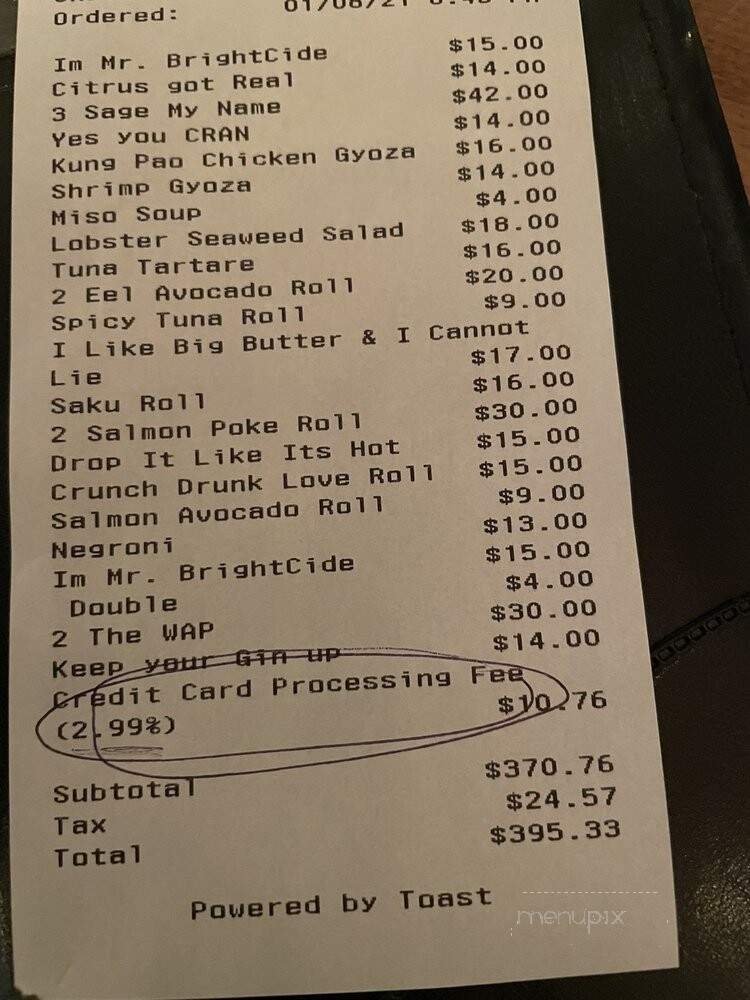 Ordered:
Im Mr. BrightCide $15.00
Citrus got Real $14.00
3 Sage My Name $42.00
Yes you CRAN $14.00
Kung Pao Chicken Gyoza $16.00
Shrimp Gyoza $14.00
Miso Soup $4.00
Lobster Seaweed Salad $18.00
Tuna Tartare $16.00
2 Eel Avocado Roll $20.00
Spicy Tuna Roll $9.00
I Like Big Butter & I Cannot
Lie $17.00
Saku Roll $16.00
2 Salmon Poke Roll $30.00
Drop It Like Its Hot $15.00
Crunch Drunk Love Roll $15.00
Salmon Avocado Roll $9.00
Negroni $13.00
Im Mr. BrightCide $15.00
Double $4.00
2 The WAP $30.00
Keep your Gin up $14.00
Credit Card Processing Fee
(2.99%) $10.76
Subtotal $370.76
Tax $24.57
Total $395.33
Powered by Toast
menupix